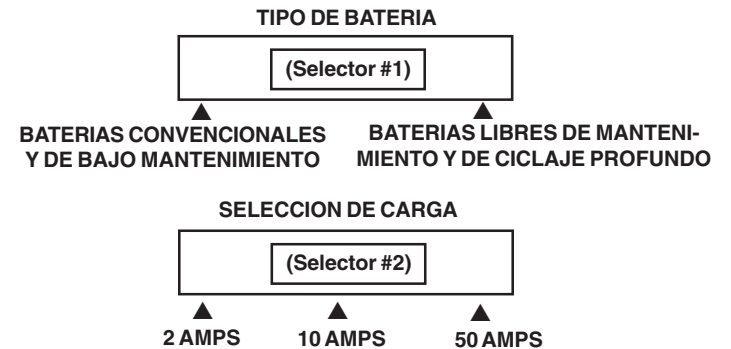 TIPO DE BATERIA
(Selector #1)
BATERIAS CONVENCIONALES
Y DE BAJO MANTENIMIENTO
BATERIAS LIBRES DE MANTENI-
MIENTO Y DE CICLAJE PROFUNDO
SELECCION DE CARGA
(Selector #2)
2 AMPS
10 AMPS
50 AMPS